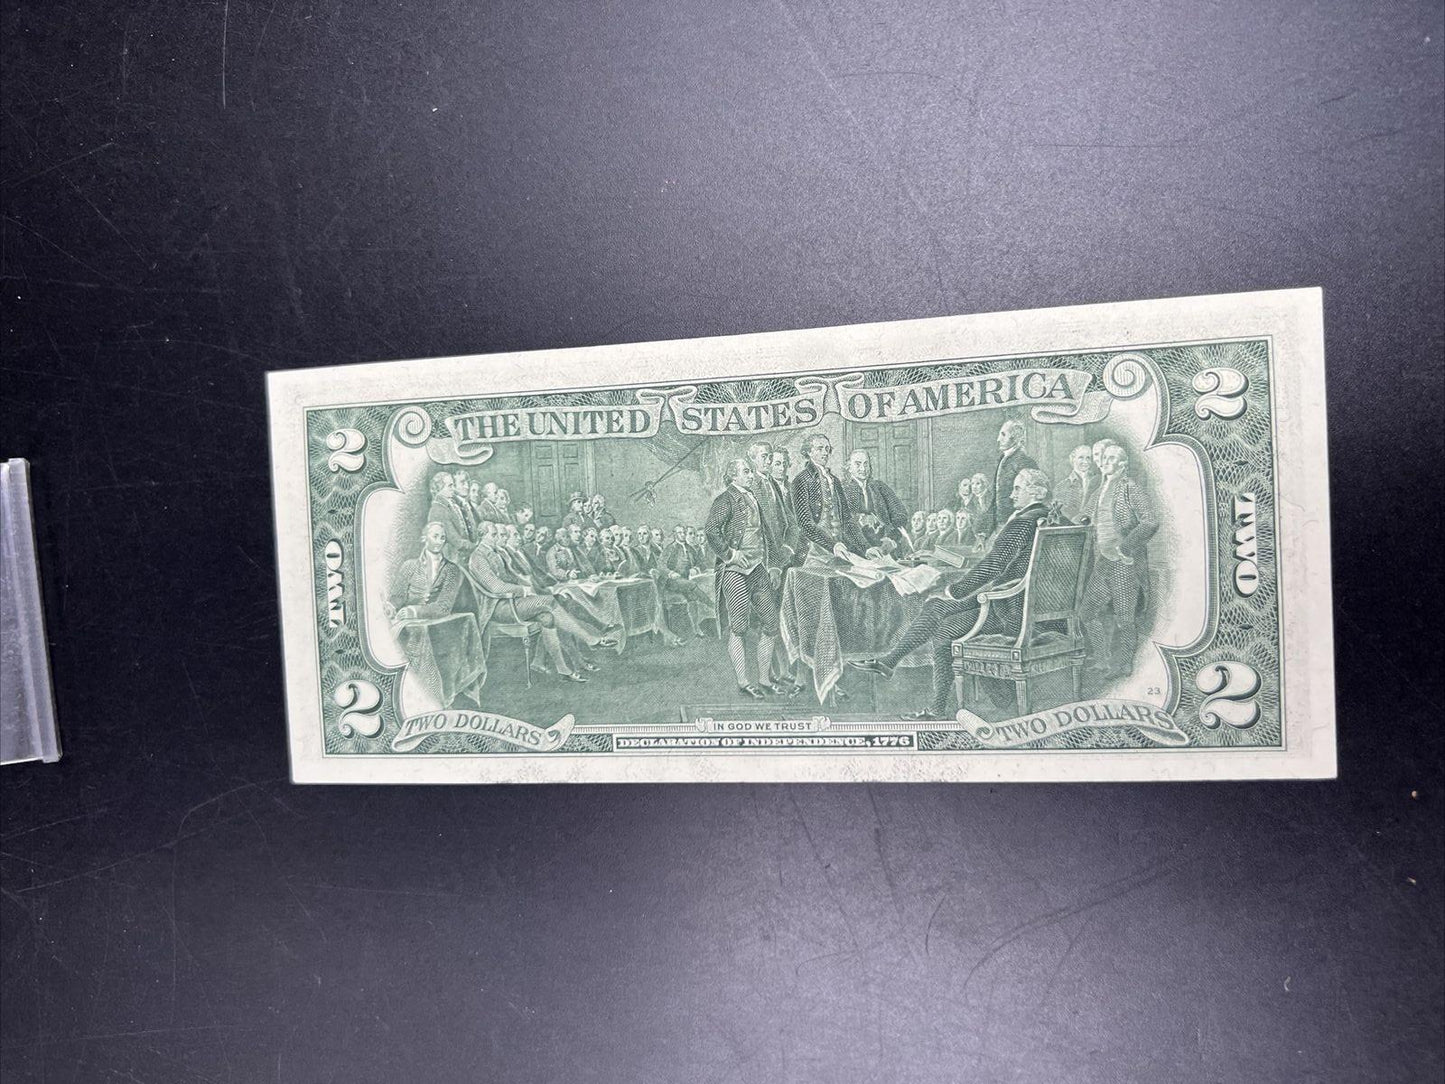 THE UNITED STATES OF AMERICA
2
2
TWO
TWO
2
2
23
TWO DOLLARS
IN GOD WE TRUST
TWO DOLLARS
DECLARATION OF INDEPENDENCE, 1776